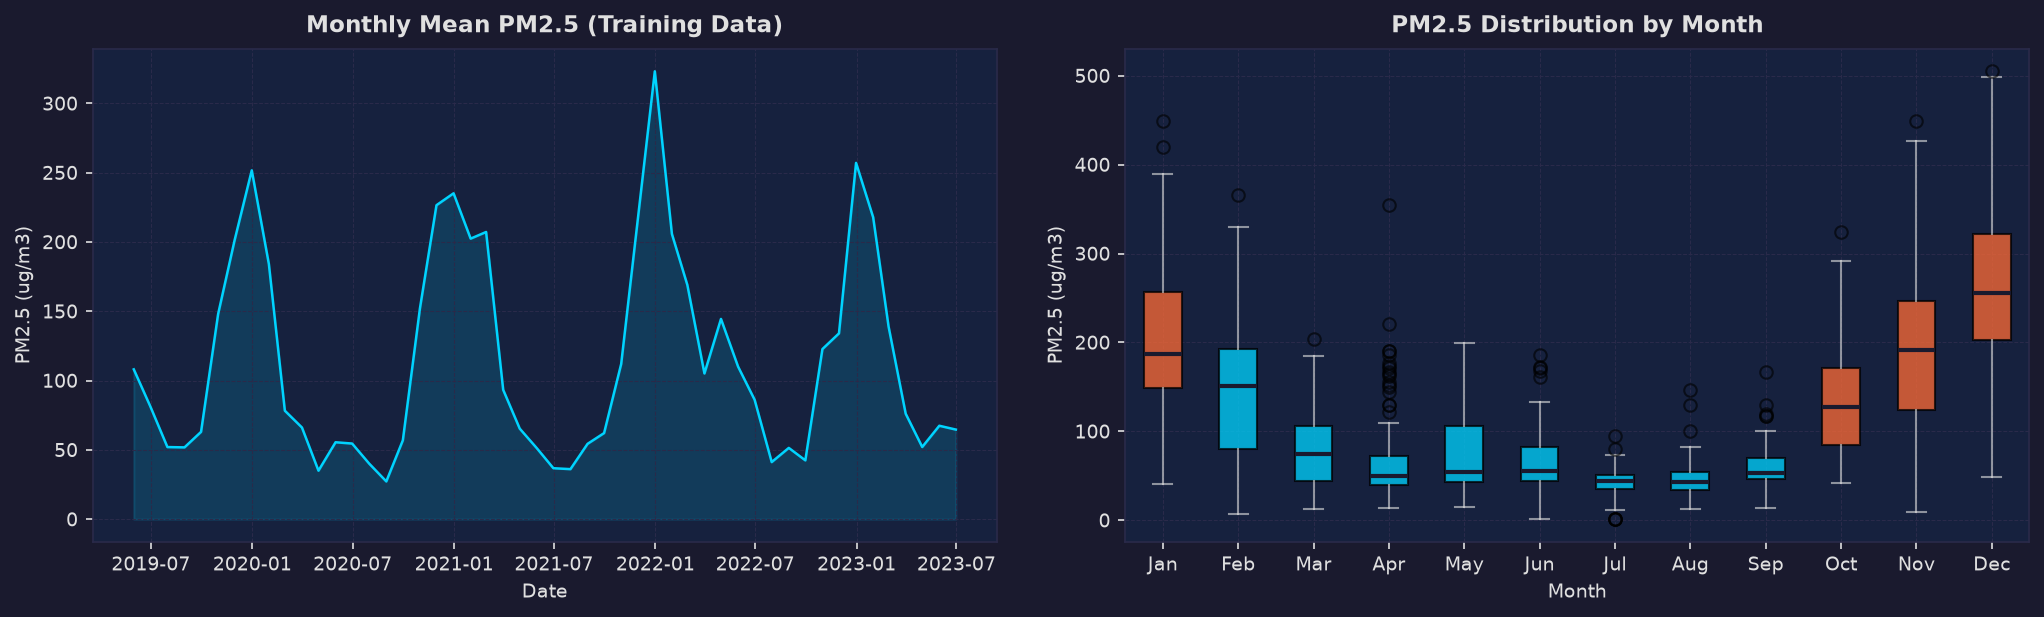 Monthly Mean PM2.5 (Training Data)
PM2.5 (ug/m3)
300
250
200
150
100
50
0
2019-07 2020-01 2020-07 2021-01 2021-07 2022-01 2022-07 2023-01 2023-07
Date
PM2.5 Distribution by Month
PM2.5 (ug/m3)
500
400
300
200
100
0
Jan Feb Mar Apr May Jun Jul Aug Sep Oct Nov Dec
Month